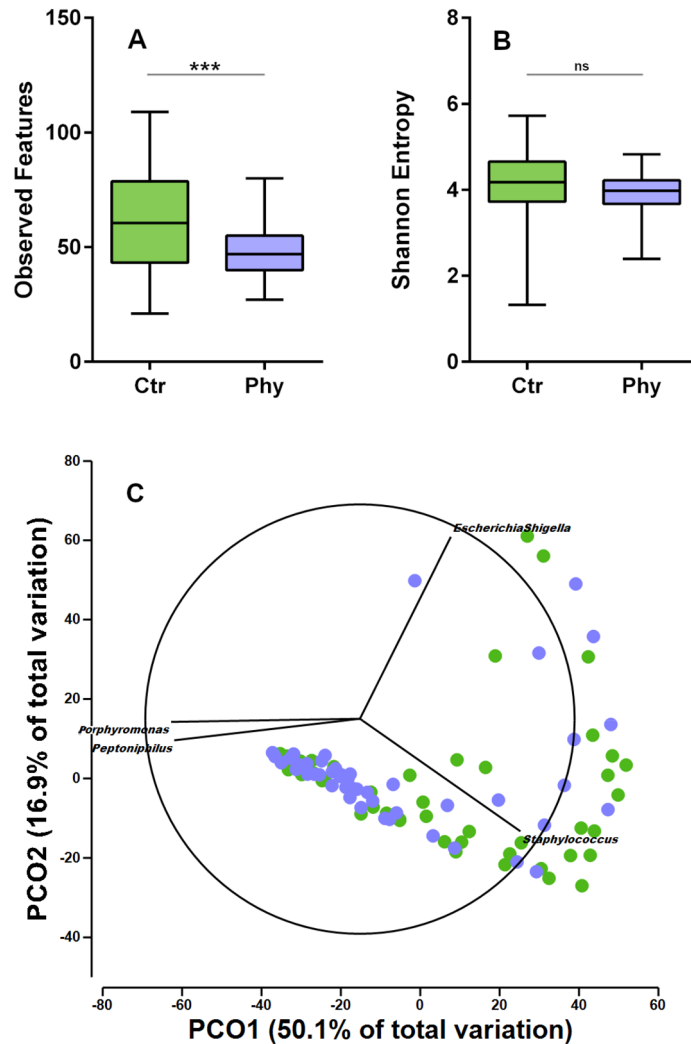 A
***
150
100
50
0
Observed Features
Ctr
Phy
B
ns
8
6
4
2
0
Shannon Entropy
Ctr
Phy
C
80
60
40
20
0
-20
-40
PCO2 (16.9% of total variation)
EscherichiaShigella
Porphyromonas
Peptoniphilus
Staphylococcus
-80
-60
-40
-20
0
20
40
60
PCO1 (50.1% of total variation)